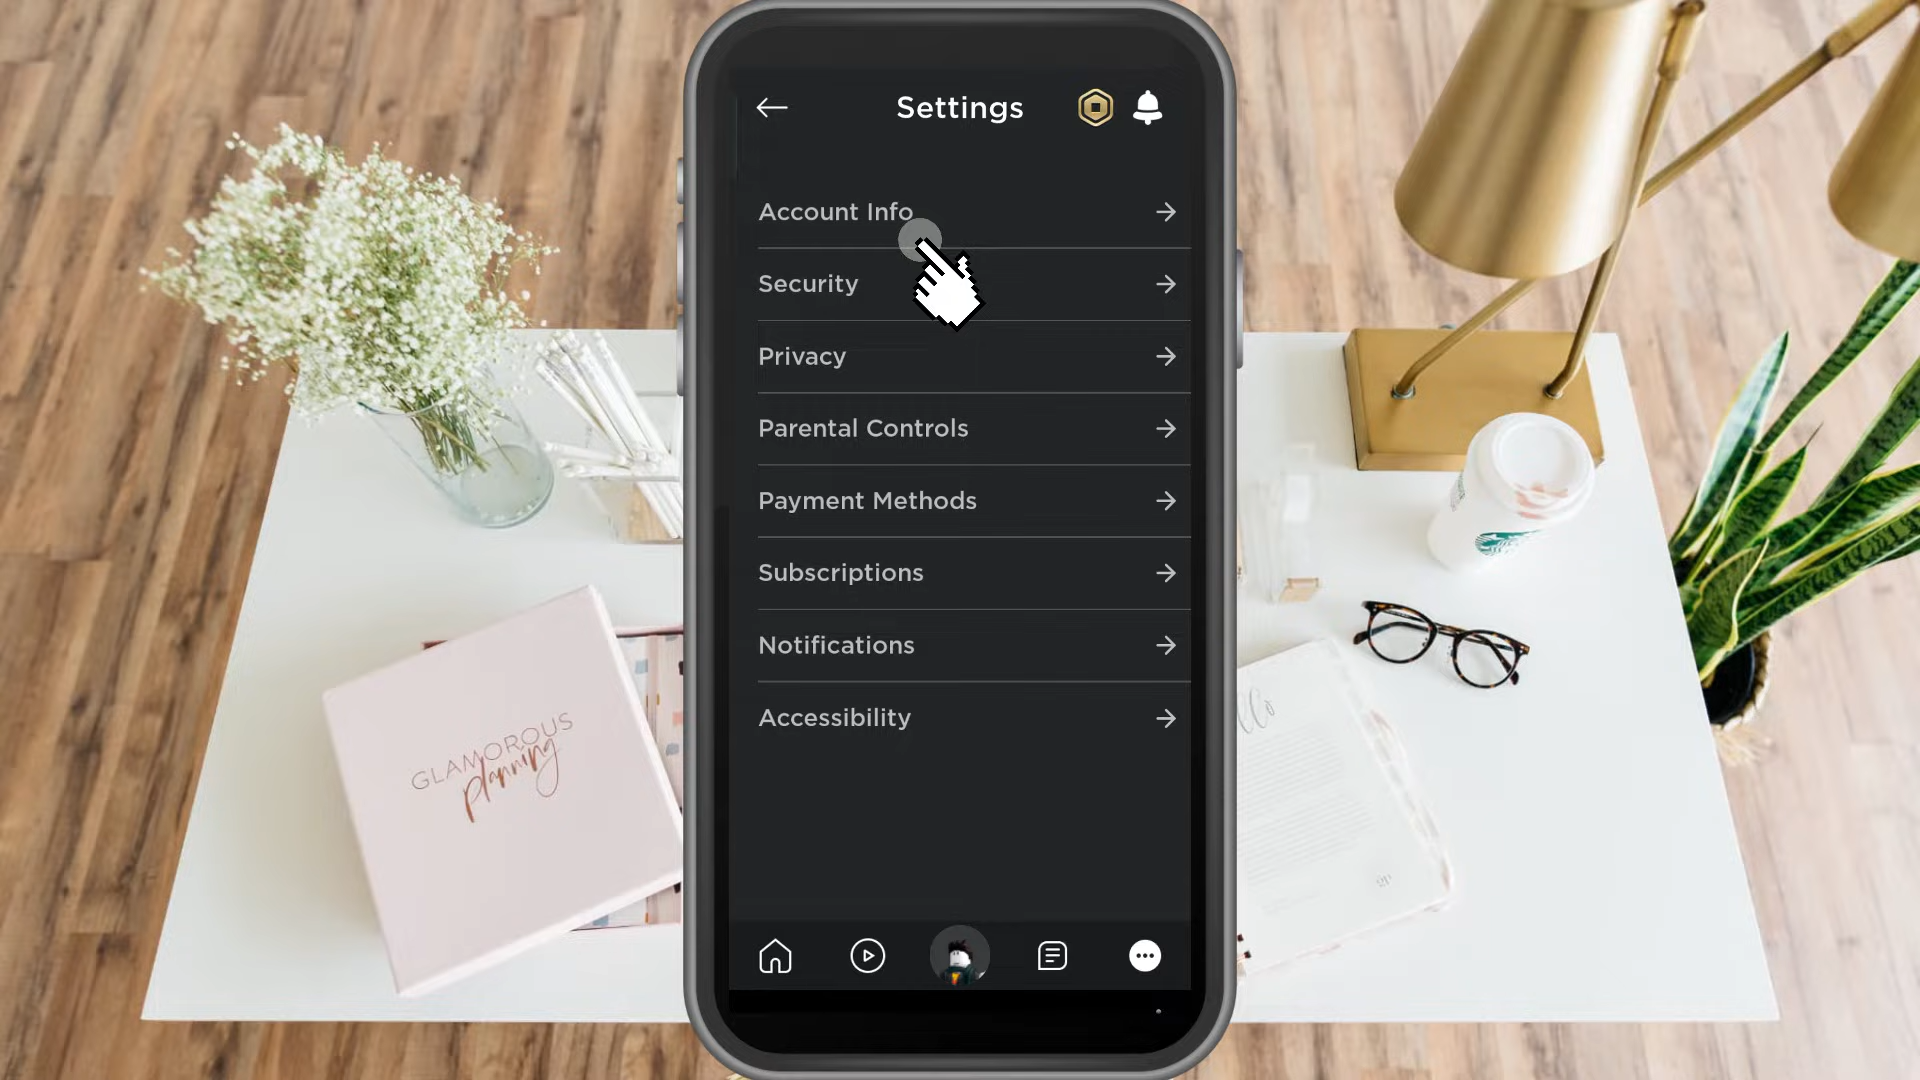 Settings
Account Info
Security
Privacy
Parental Controls
Payment Methods
Subscriptions
Notifications
Accessibility
GLAMOROUS
planning